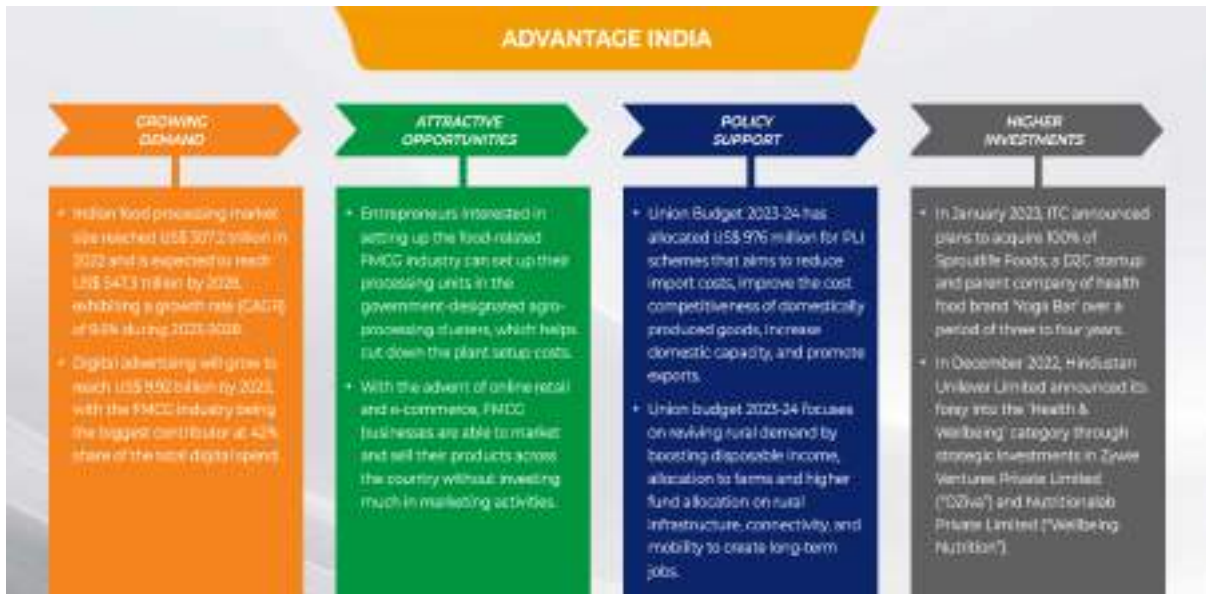 ADVANTAGE INDIA
GROWING
DEMAND
• Indian food processing market
size reached US$ 307.2 trillion in
2022 and is expected to reach
US$ 547.3 trillion by 2028,
exhibiting a growth rate (CAGR)
of 9.5% during 2023-2028.
• Digital advertising will grow to
reach US$ 9.92 billion by 2023,
with the FMCG industry being
the biggest contributor at 42%
share of the total digital spend.
ATTRACTIVE
OPPORTUNITIES
• Entrepreneurs interested in
setting up the food-related
FMCG industry can set up their
processing units in the
government-designated agro-
processing clusters, which helps
cut down the plant setup costs.
• With the advent of online retail
and e-commerce, FMCG
businesses are able to market
and sell their products across
the country without investing
much in marketing activities.
POLICY
SUPPORT
• Union Budget 2023-24 has
allocated US$ 976 million for PLI
schemes that aims to reduce
import costs, improve the cost
competitiveness of domestically
produced goods, increase
domestic capacity, and promote
exports.
• Union budget 2023-24 focuses
on reviving rural demand by
boosting disposable income,
allocation to farms and higher
fund allocation on rural
infrastructure, connectivity, and
mobility to create long-term
jobs.
HIGHER
INVESTMENTS
• In January 2023, ITC announced
plans to acquire 100% of
Sproutlife Foods, a D2C startup
and parent company of health
food brand 'Yoga Bar' over a
period of three to four years.
• In December 2022, Hindustan
Unilever Limited announced its
foray into the 'Health &
Wellbeing' category through
strategic investments in Zywie
Ventures Private Limited
("OZiva") and Nutritionalab
Private Limited ("Wellbeing
Nutrition").